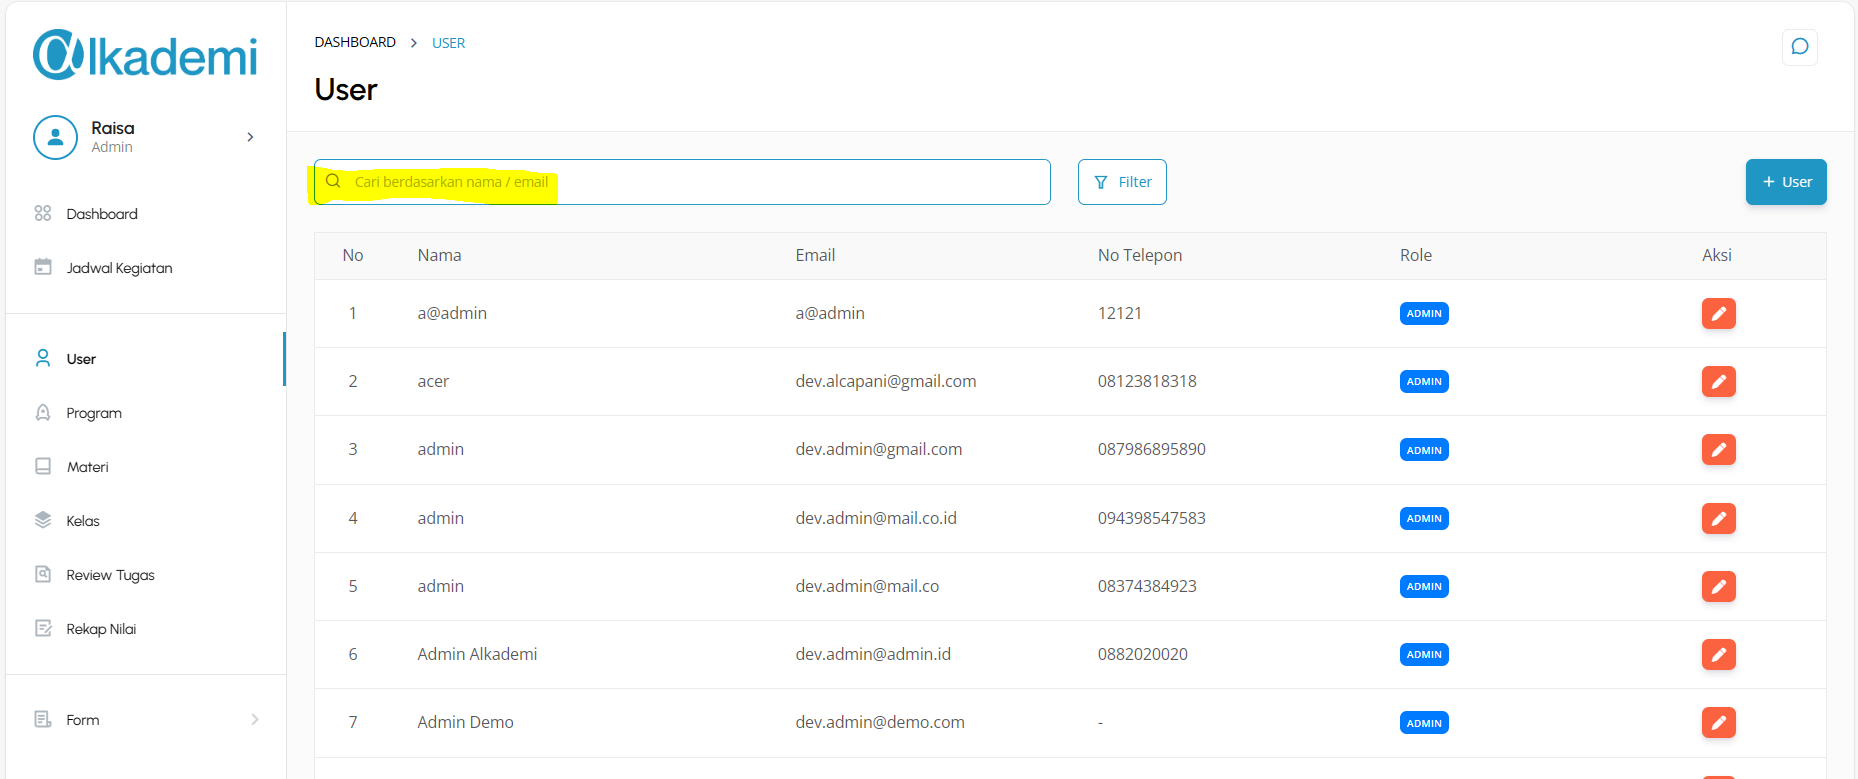 alkademi
Raisa
Admin
Dashboard
Jadwal Kegiatan
User
Program
Materi
Kelas
Review Tugas
Rekap Nilai
Form
DASHBOARD > USER
User
Cari berdasarkan nama / email
Filter
+ User
No Nama Email No Telepon Role Aksi
1 a@admin a@admin 12121 ADMIN
2 acer dev.alcapani@gmail.com 08123818318 ADMIN
3 admin dev.admin@gmail.com 087986895890 ADMIN
4 admin dev.admin@mail.co.id 094398547583 ADMIN
5 admin dev.admin@mail.co 08374384923 ADMIN
6 Admin Alkademi dev.admin@admin.id 0882020020 ADMIN
7 Admin Demo dev.admin@demo.com - ADMIN